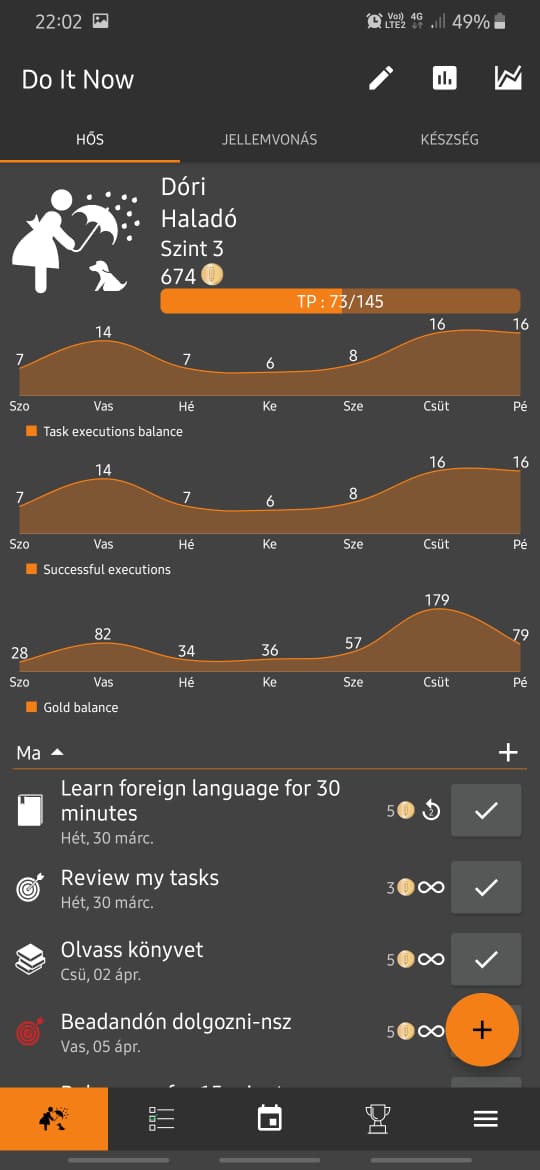 22:02 Vo)) LTE2 4G 49%
Do It Now
HŐS JELLEMVONÁS KÉSZSÉG
Dóri
Haladó
Szint 3
674
TP : 73/145
7 14 7 6 8 16 16
Szo Vas Hé Ke Sze Csüt Pé
Task executions balance
7 14 7 6 8 16 16
Szo Vas Hé Ke Sze Csüt Pé
Successful executions
28 82 34 36 57 179 79
Szo Vas Hé Ke Sze Csüt Pé
Gold balance
Ma
Learn foreign language for 30
minutes
5 2
Hét, 30 márc.
Review my tasks
3
Hét, 30 márc.
Olvass könyvet
5
Csü, 02 ápr.
Beadandón dolgozni-nsz
5
Vas, 05 ápr.